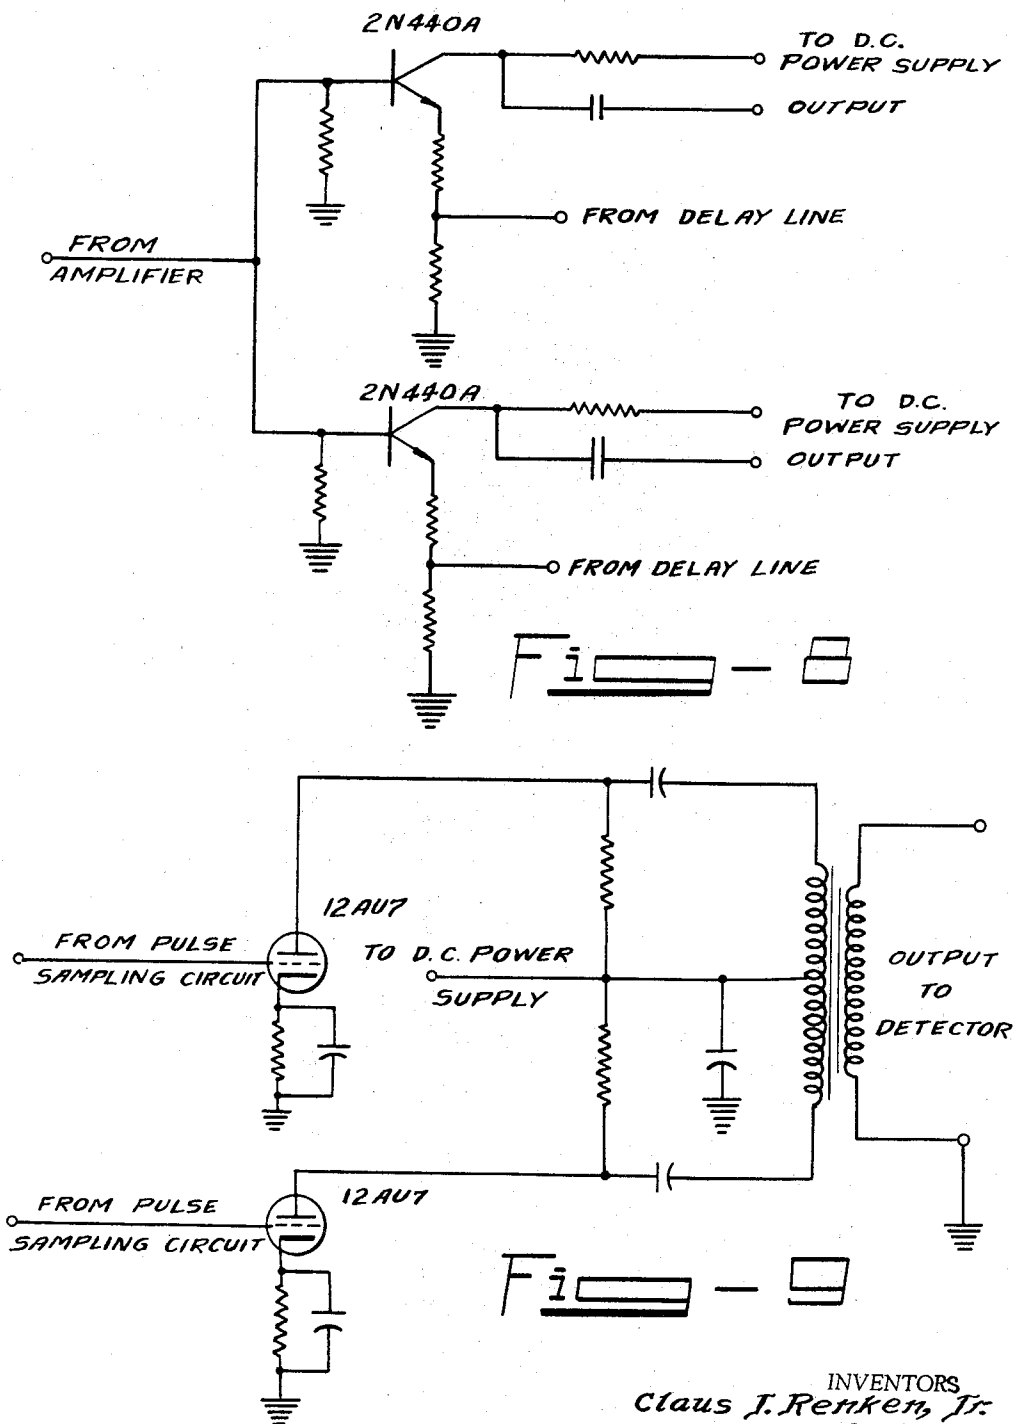 2N440A
TO D.C.
POWER SUPPLY
OUTPUT
FROM DELAY LINE
FROM
AMPLIFIER
2N440A
TO D.C.
POWER SUPPLY
OUTPUT
FROM DELAY LINE
Fig - 8
12AU7
FROM PULSE
SAMPLING CIRCUIT
TO D.C. POWER
SUPPLY
OUTPUT
TO
DETECTOR
12AU7
FROM PULSE
SAMPLING CIRCUIT
Fig - 9
INVENTORS
Claus J. Renken, Jr.